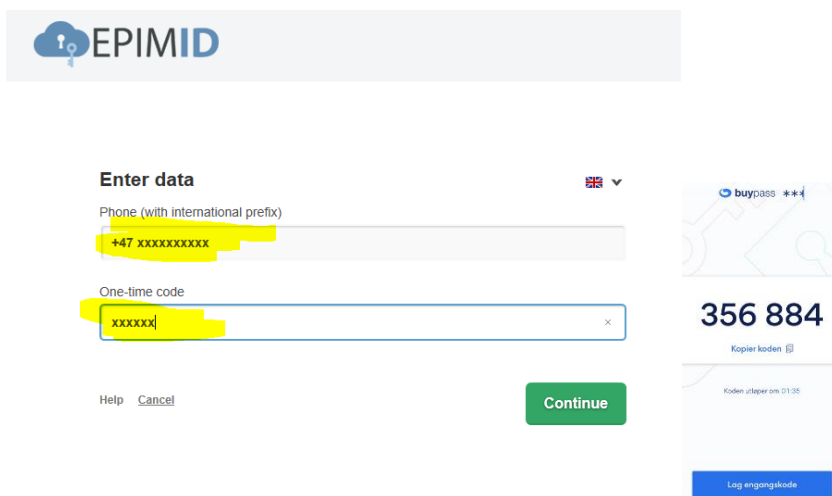 EPIMID
Enter data
Phone (with international prefix)
+47 xxxxxxxxxx
One-time code
xxxxxx
×
Help Cancel
Continue
buypass ***
356 884
Kopier koden
Koden utløper om 01:35
Lag engangskode